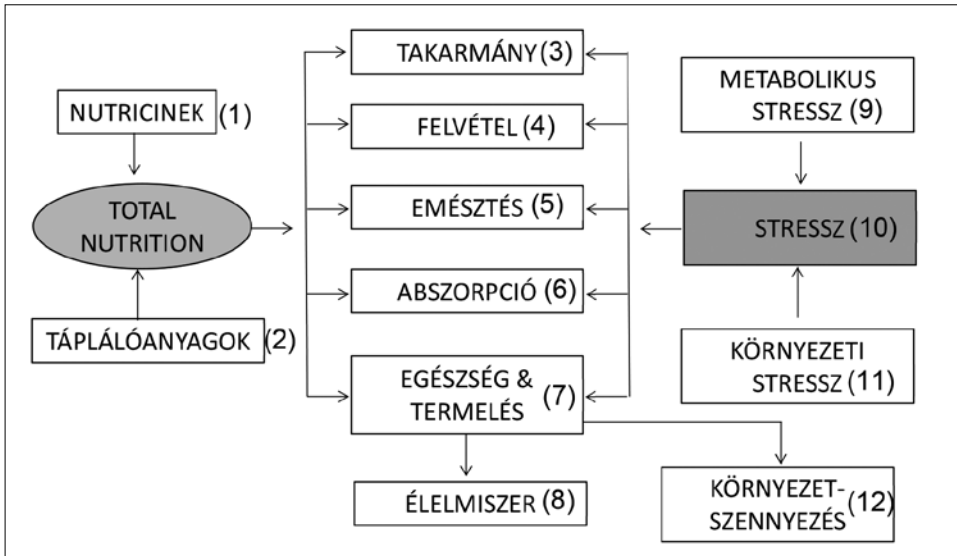 NUTRICINEK (1)
TOTAL
NUTRITION
TÁPLÁLÓANYAGOK (2)
TAKARMÁNY (3)
FELVÉTEL (4)
EMÉSZTÉS (5)
ABSZORPCIÓ (6)
EGÉSZSÉG &
TERMELÉS (7)
ÉLELMISZER (8)
METABOLIKUS
STRESSZ (9)
STRESSZ (10)
KÖRNYEZETI
STRESSZ (11)
KÖRNYEZET-
SZENNYEZÉS (12)